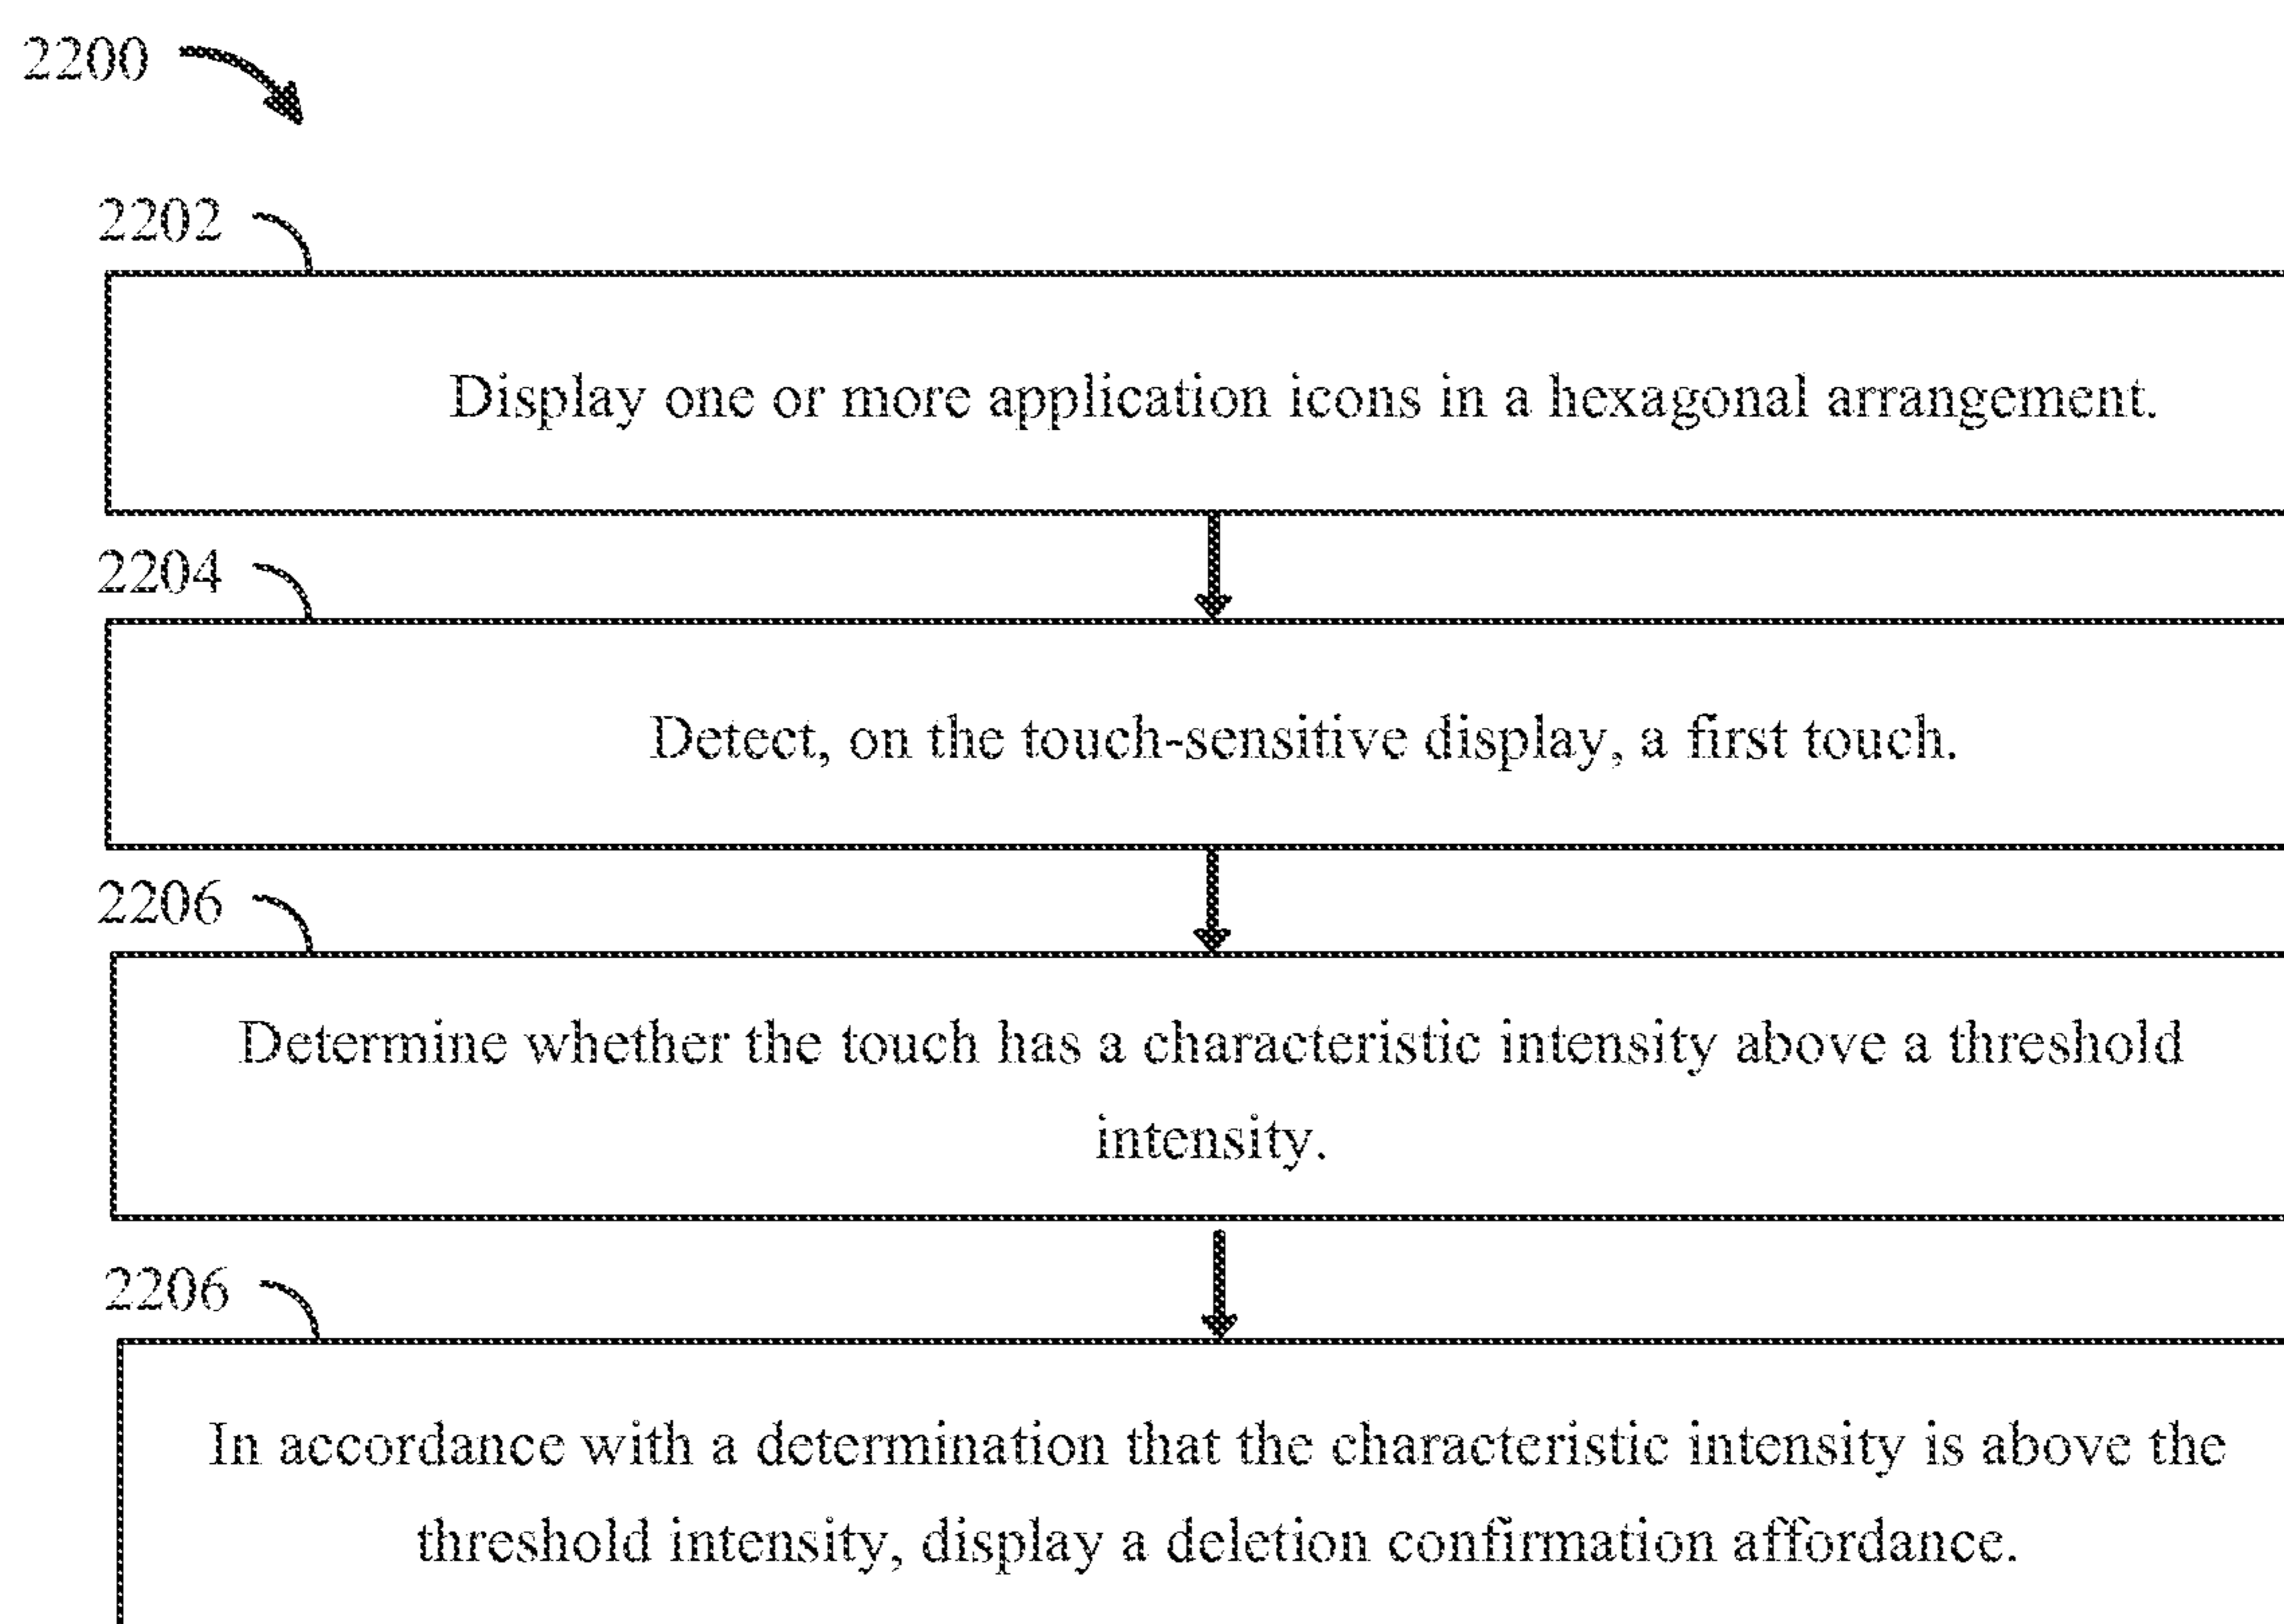 2200
2202
Display one or more application icons in a hexagonal arrangement.
2204
Detect, on the touch-sensitive display, a first touch.
2206
Determine whether the touch has a characteristic intensity above a threshold
intensity.
2206
In accordance with a determination that the characteristic intensity is above the
threshold intensity, display a deletion confirmation affordance.